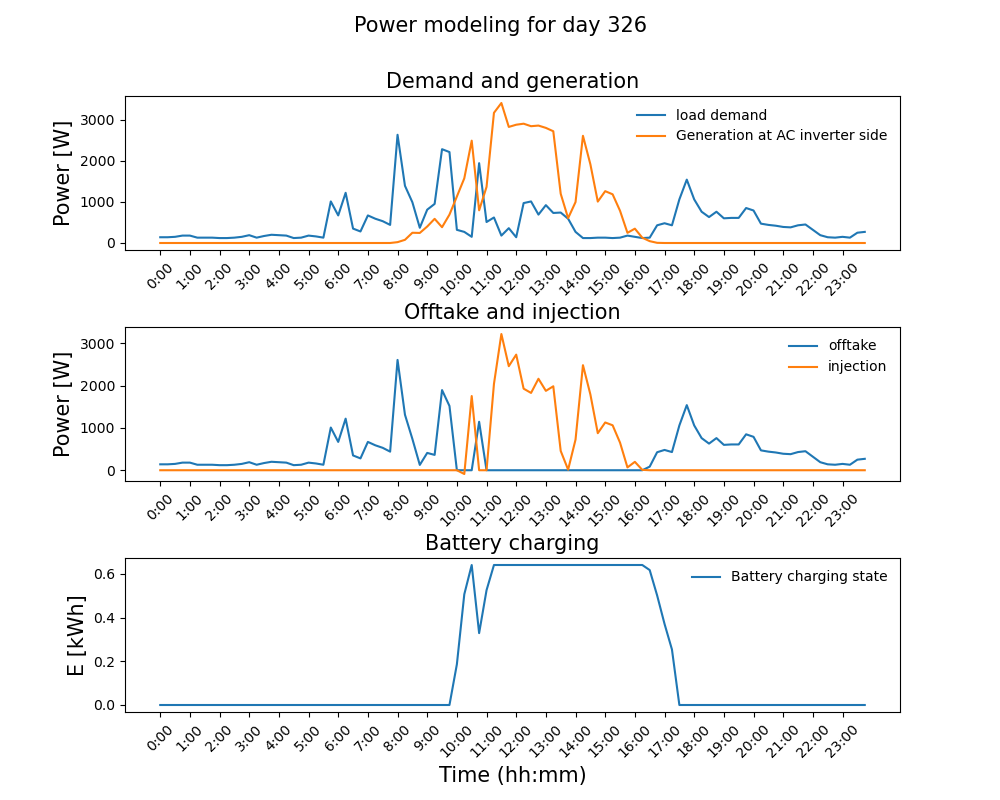 Power modeling for day 326
Demand and generation
Power [W]
3000
2000
1000
0
load demand
Generation at AC inverter side
0:00 1:00 2:00 3:00 4:00 5:00 6:00 7:00 8:00 9:00 10:00 11:00 12:00 13:00 14:00 15:00 16:00 17:00 18:00 19:00 20:00 21:00 22:00 23:00
Offtake and injection
Power [W]
3000
2000
1000
0
offtake
injection
0:00 1:00 2:00 3:00 4:00 5:00 6:00 7:00 8:00 9:00 10:00 11:00 12:00 13:00 14:00 15:00 16:00 17:00 18:00 19:00 20:00 21:00 22:00 23:00
Battery charging
E [kWh]
0.6
0.4
0.2
0.0
Battery charging state
0:00 1:00 2:00 3:00 4:00 5:00 6:00 7:00 8:00 9:00 10:00 11:00 12:00 13:00 14:00 15:00 16:00 17:00 18:00 19:00 20:00 21:00 22:00 23:00
Time (hh:mm)